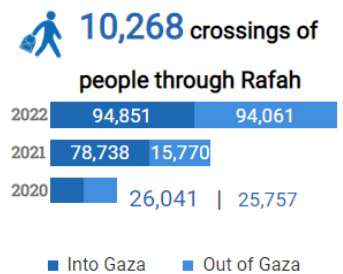 10,268 crossings of
people through Rafah
2022 94,851 94,061
2021 78,738 15,770
2020 26,041 | 25,757
Into Gaza Out of Gaza